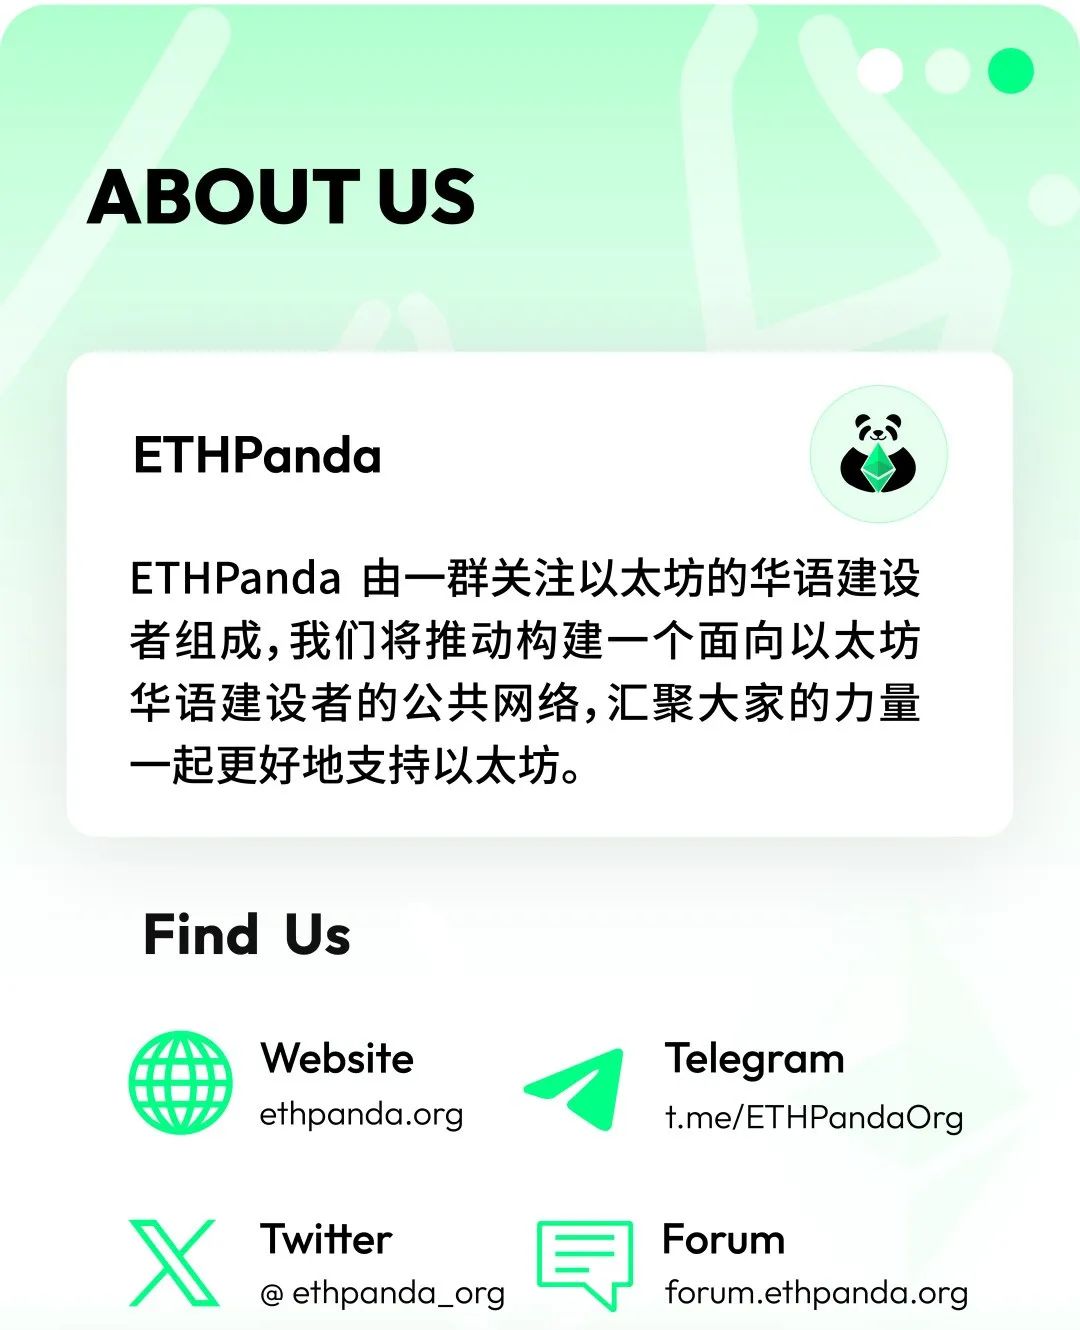 ABOUT US
ETHPanda
ETHPanda 由一群关注以太坊的华语建设
者组成，我们将推动构建一个面向以太坊
华语建设者的公共网络，汇聚大家的力量
一起更好地支持以太坊。
Find Us
Website
ethpanda.org
Telegram
t.me/ETHPandaOrg
Twitter
@ ethpanda_org
Forum
forum.ethpanda.org